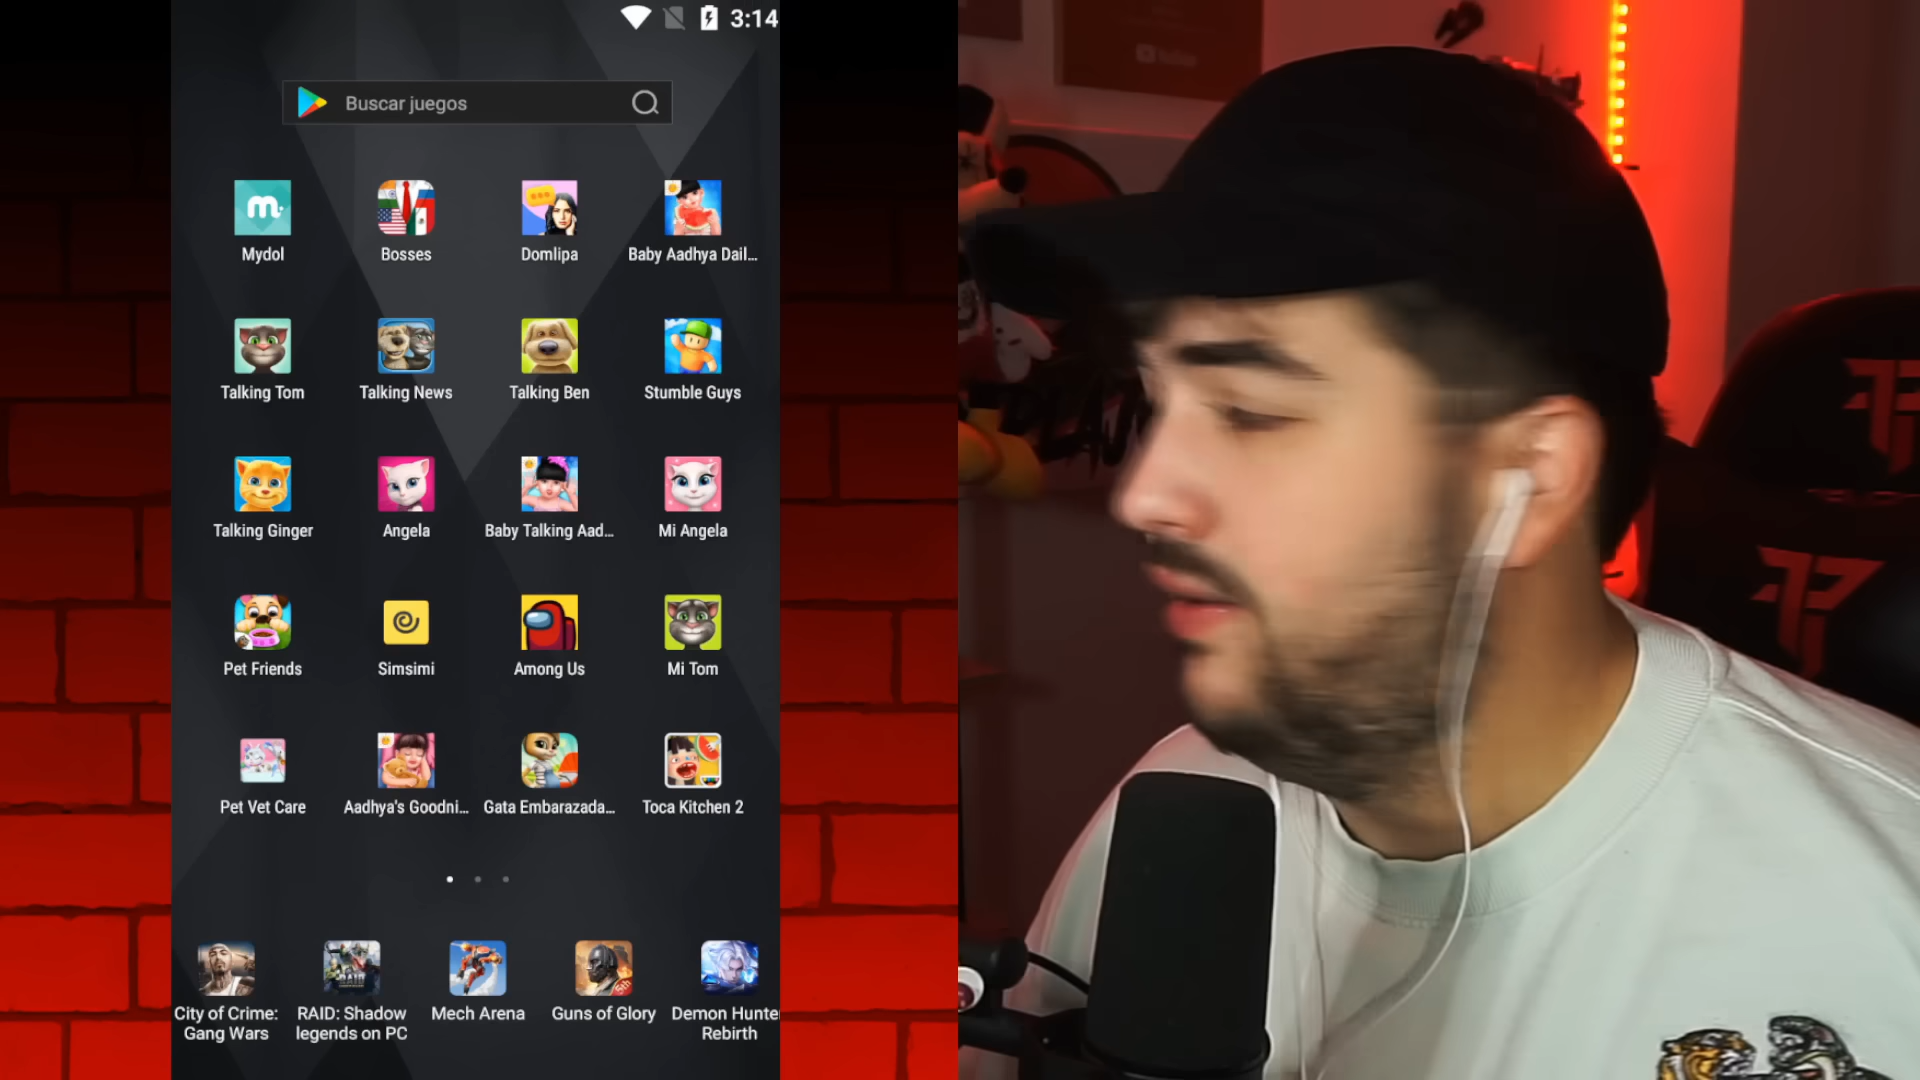 3:14
Buscar juegos
m.
Mydol
Bosses
Domlipa
Baby Aadhya Dail...
Talking Tom
Talking News
Talking Ben
Stumble Guys
Talking Ginger
Angela
Baby Talking Aad...
Mi Angela
Pet Friends
Simsimi
Among Us
Mi Tom
Pet Vet Care
Aadhya's Goodni...
Gata Embarazada...
Toca Kitchen 2
RAID
5th
City of Crime:
Gang Wars
RAID: Shadow
legends on PC
Mech Arena
Guns of Glory
Demon Hunte
Rebirth